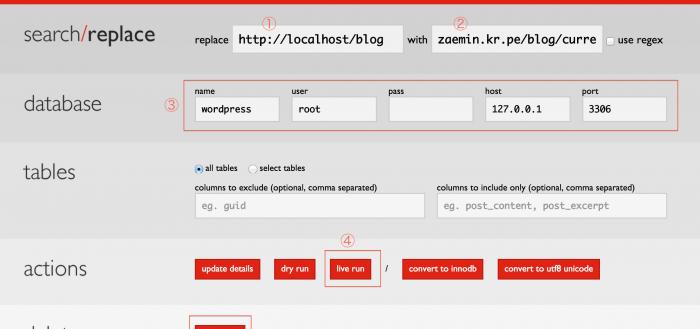 ① ②
search/replace replace http://localhost/blog with zaemin.kr.pe/blog/curre use regex
name user pass host port
database ③ wordpress root 127.0.0.1 3306
tables all tables select tables
columns to exclude (optional, comma separated) columns to include only (optional, comma separated)
eg. guid eg. post_content, post_excerpt
④
actions update details dry run live run / convert to innodb convert to utf8 unicode